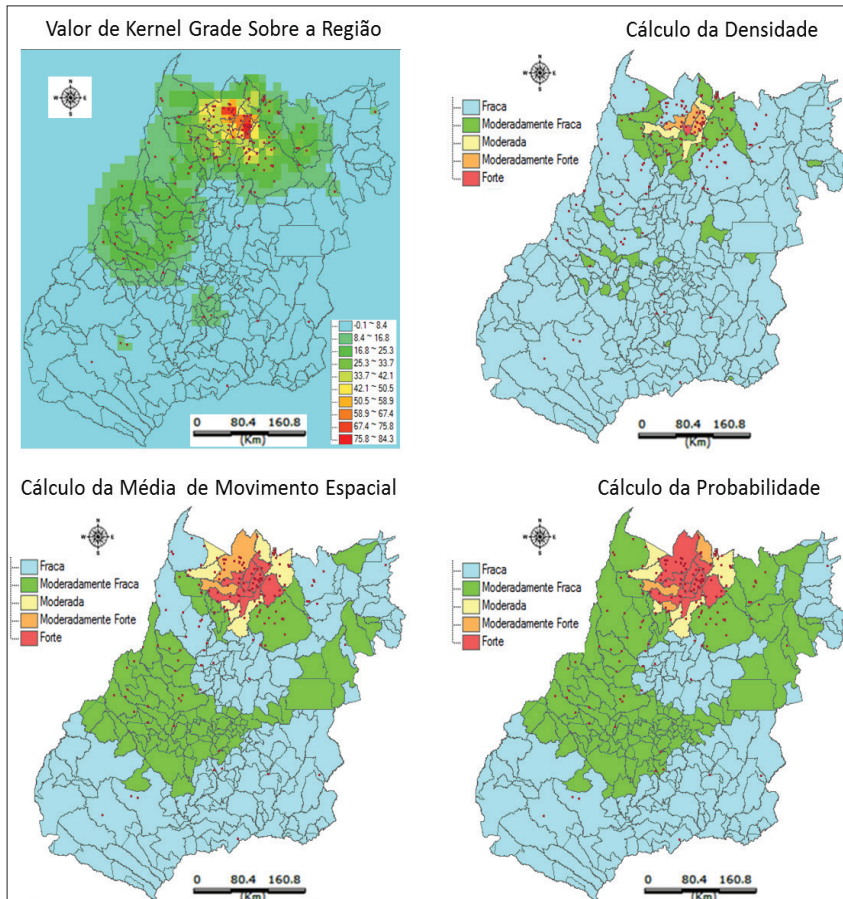 Valor de Kernel Grade Sobre a Região
N
W E
S
-0.1 ~ 8.4
8.4 ~ 16.8
16.8 ~ 25.3
25.3 ~ 33.7
33.7 ~ 42.1
42.1 ~ 50.5
50.5 ~ 58.9
58.9 ~ 67.4
67.4 ~ 75.8
75.8 ~ 84.3
0 80.4 160.8
(Km)
Cálculo da Densidade
N
W E
S
Fraca
Moderadamente Fraca
Moderada
Moderadamente Forte
Forte
0 80.4 160.8
(Km)
Cálculo da Média de Movimento Espacial
N
W E
S
Fraca
Moderadamente Fraca
Moderada
Moderadamente Forte
Forte
0 80.4 160.8
(Km)
Cálculo da Probabilidade
N
W E
S
Fraca
Moderadamente Fraca
Moderada
Moderadamente Forte
Forte
0 80.4 160.8
(Km)